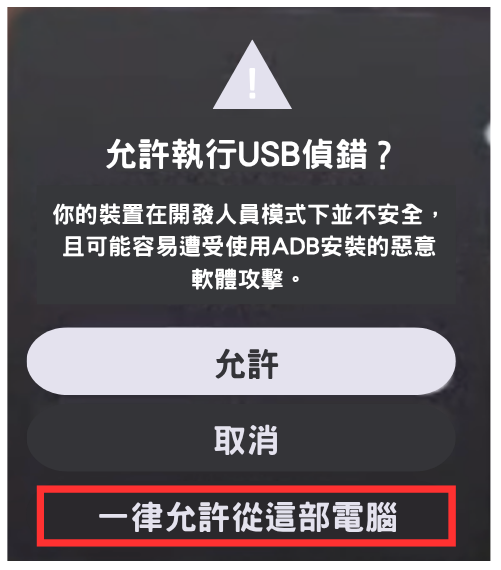 !
允許執行USB偵錯？
你的裝置在開發人員模式下並不安全，
且可能容易遭受使用ADB安裝的惡意
軟體攻擊。
允許
取消
一律允許從這部電腦